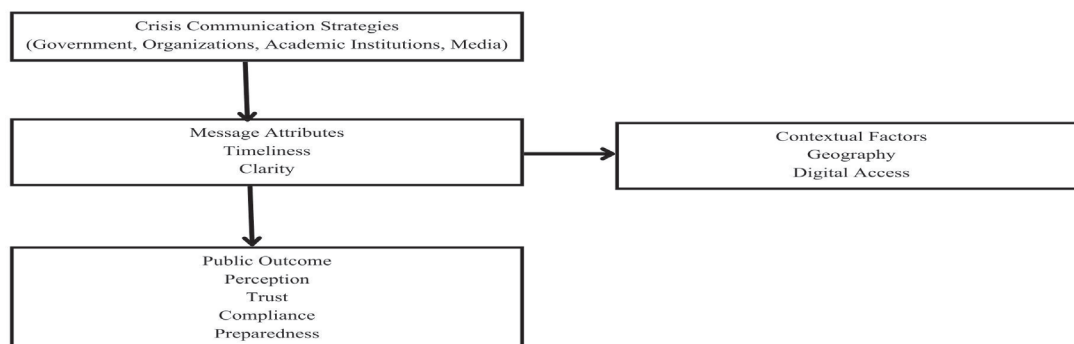 Crisis Communication Strategies
(Government, Organizations, Academic Institutions, Media)
Message Attributes
Timeliness
Clarity
Contextual Factors
Geography
Digital Access
Public Outcome
Perception
Trust
Compliance
Preparedness